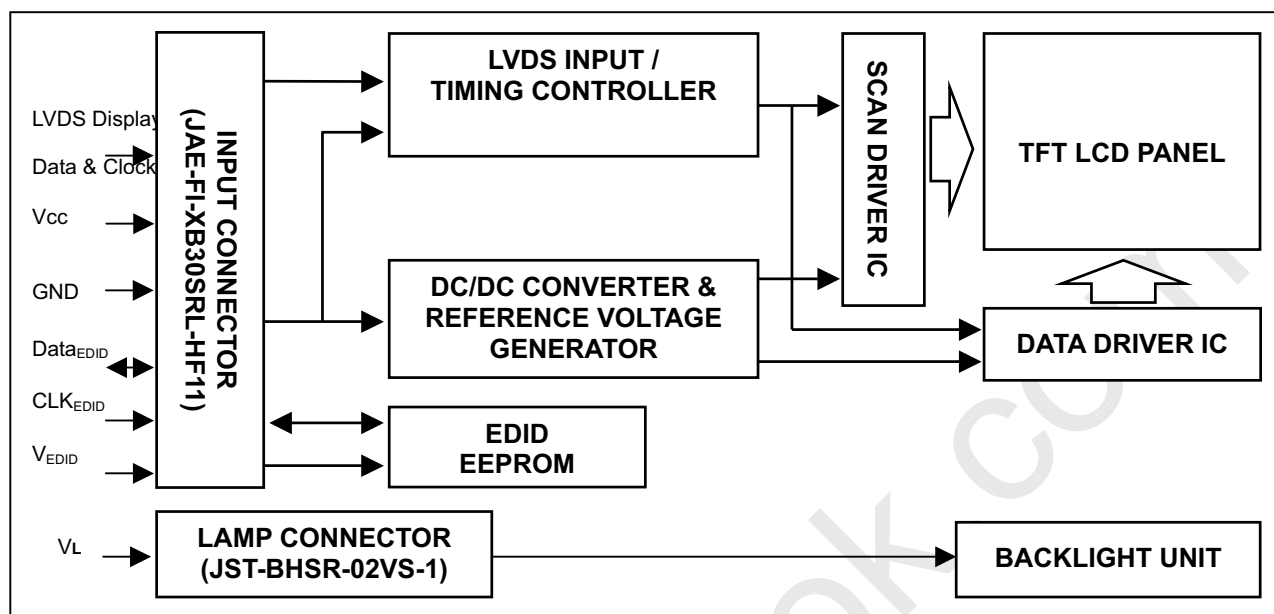 LVDS Display
Data & Clock
Vcc
GND
DataEDID
CLKEDID
VEDID
VL
INPUT CONNECTOR
(JAE-FI-XB30SRL-HF11)
LVDS INPUT /
TIMING CONTROLLER
DC/DC CONVERTER &
REFERENCE VOLTAGE
GENERATOR
EDID
EEPROM
LAMP CONNECTOR
(JST-BHSR-02VS-1)
SCAN DRIVER IC
TFT LCD PANEL
DATA DRIVER IC
BACKLIGHT UNIT
ok com